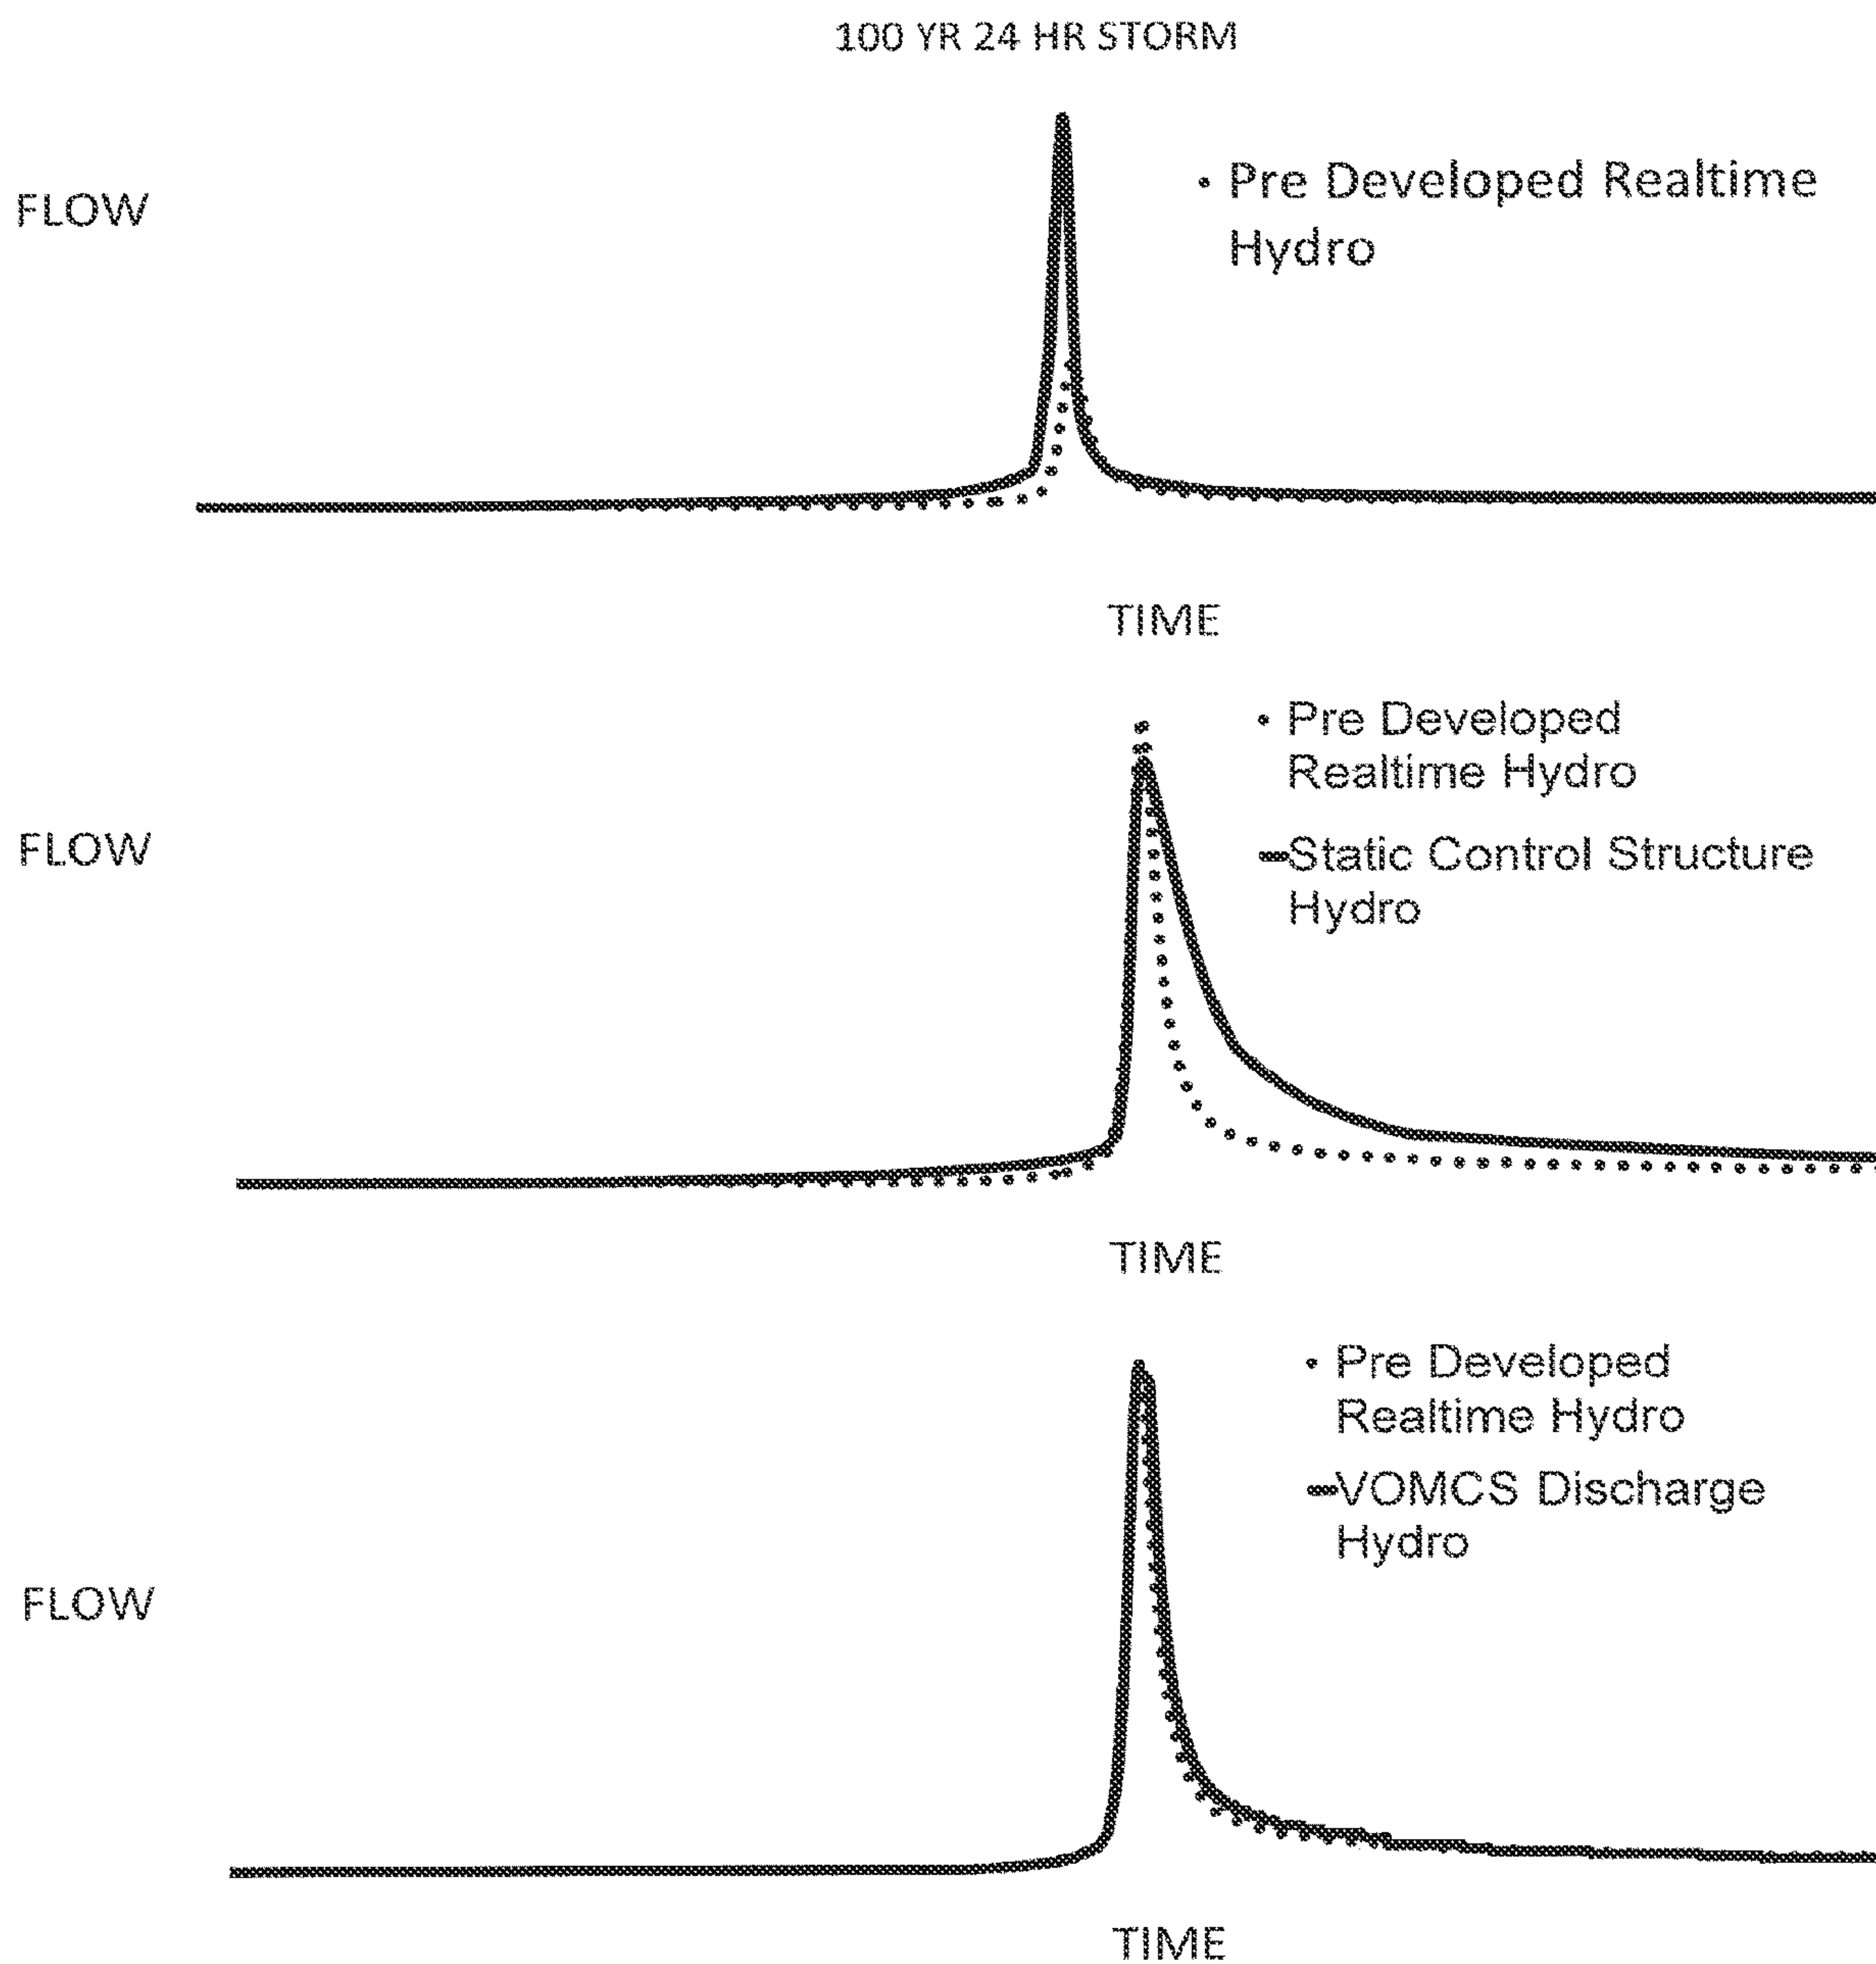 100 YR 24 HR STORM
FLOW
• Pre Developed Realtime
Hydro
TIME
• Pre Developed
Realtime Hydro
FLOW
Static Control Structure
Hydro
TIME
• Pre Developed
Realtime Hydro
VOMCS Discharge
Hydro
FLOW
TIME